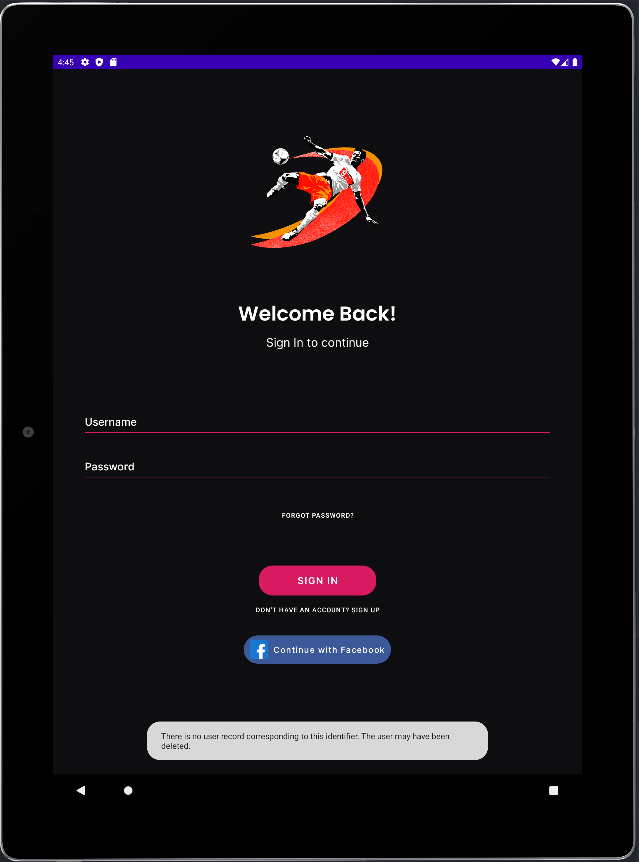 4:45
Welcome Back!
Sign In to continue
Username
Password
FORGOT PASSWORD?
SIGN IN
DON'T HAVE AN ACCOUNT? SIGN UP
f Continue with Facebook
There is no user record corresponding to this identifier. The user may have been
deleted.